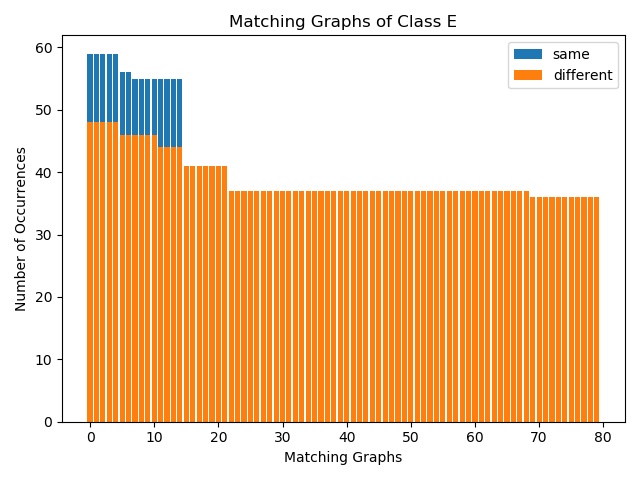 Matching Graphs of Class E
same
different
Number of Occurrences
60
50
40
30
20
10
0
0 10 20 30 40 50 60 70 80
Matching Graphs